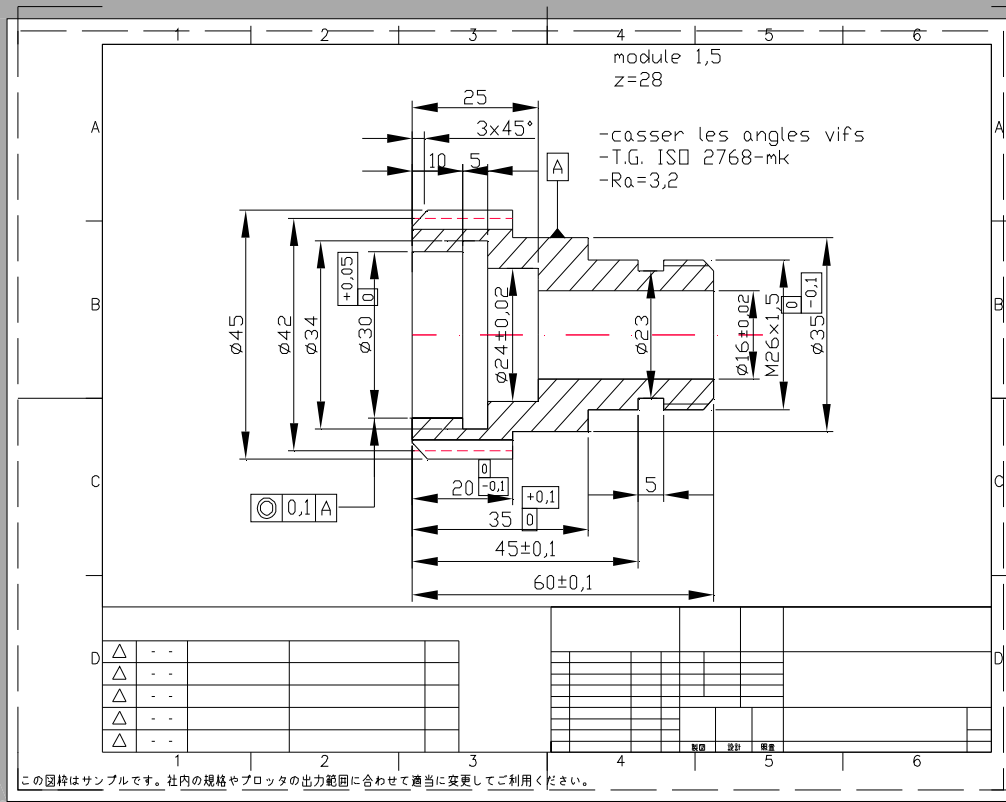 1 2 3 4 5 6
module 1,5
z=28
25
A A
3x45°
-casser les angles vifs
-T.G. ISO 2768-mk
-Ra=3,2
10 5
A
B B
ø45
ø42
ø34
ø30 +0,05 0
ø24±0,02
ø23
ø16±0,02
M26x1,5
ø35 0 -0,1
C C
20 0 -0,1
5
◎ 0,1 A
35 +0,1 0
45±0,1
60±0,1
D D
△ - -
△ - -
△ - -
△ - -
△ - -
製図 設計
1 2 3 4 5 6
この図枠はサンプルです。社内の規格やプロッタの出力範囲に合わせて適当に変更してご利用ください。